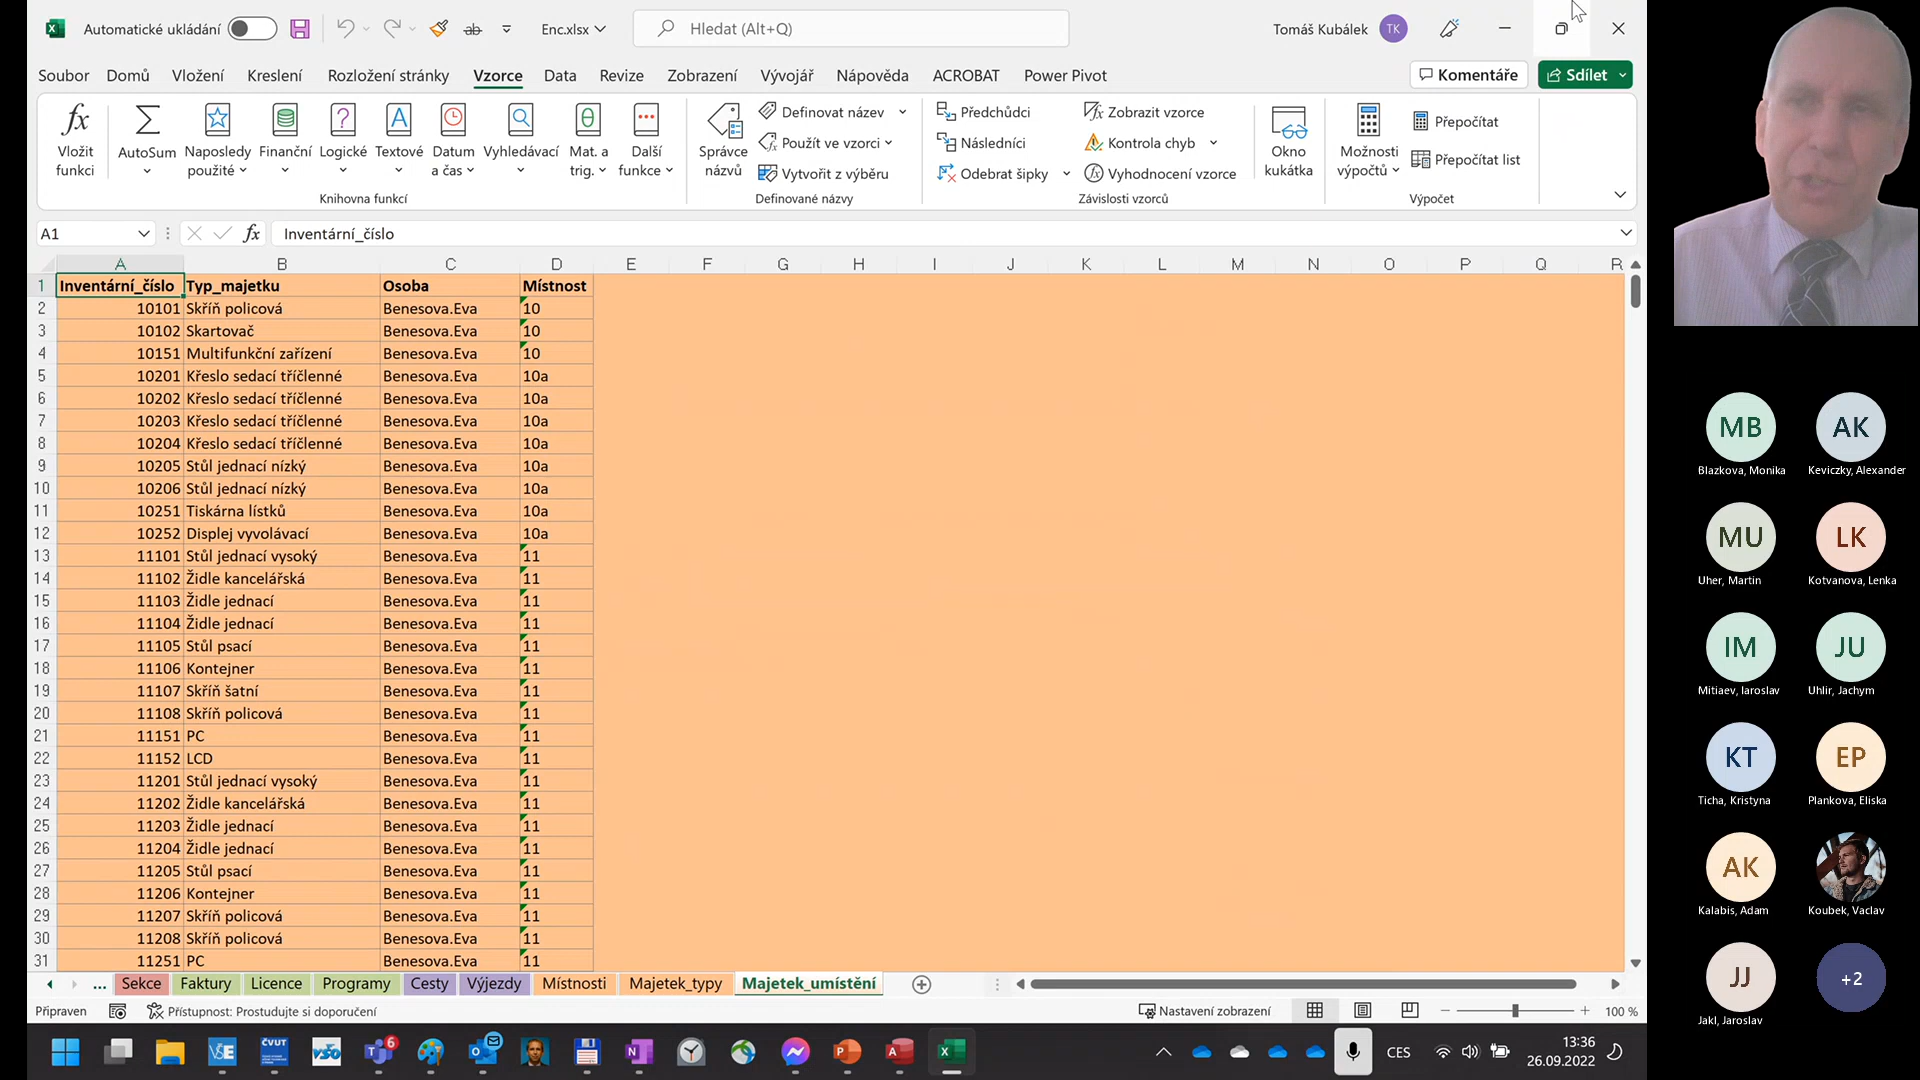 Automatické ukládání
ab
Enc.xlsx
Hledat (Alt+Q)
Tomáš Kubálek
TK
Soubor Domů Vložení Kreslení Rozložení stránky Vzorce Data Revize Zobrazení Vývojář Nápověda ACROBAT Power Pivot
Komentáře
Sdílet
Vložit funkci
AutoSum
Naposledy použité
Finanční
Logické
Textové
Datum a čas
Vyhledávací
Mat. a trig.
Další funkce
Knihovna funkcí
Správce názvů
Definovat název
Použít ve vzorci
Vytvořit z výběru
Definované názvy
Předchůdci
Následníci
Odebrat šipky
Zobrazit vzorce
Kontrola chyb
Vyhodnocení vzorce
Závislosti vzorců
Okno kukátka
Možnosti výpočtů
Přepočítat
Přepočítat list
Výpočet
A1
fx
Inventární_číslo
A B C D E F G H I J K L M N O P Q R
1 Inventární_číslo Typ_majetku Osoba Místnost
2 10101 Skříň policová Benesova.Eva 10
3 10102 Skartovač Benesova.Eva 10
4 10151 Multifunkční zařízení Benesova.Eva 10
5 10201 Křeslo sedací tříčlenné Benesova.Eva 10a
6 10202 Křeslo sedací tříčlenné Benesova.Eva 10a
7 10203 Křeslo sedací tříčlenné Benesova.Eva 10a
8 10204 Křeslo sedací tříčlenné Benesova.Eva 10a
9 10205 Stůl jednací nízký Benesova.Eva 10a
10 10206 Stůl jednací nízký Benesova.Eva 10a
11 10251 Tiskárna lístků Benesova.Eva 10a
12 10252 Displej vyvolávací Benesova.Eva 10a
13 11101 Stůl jednací vysoký Benesova.Eva 11
14 11102 Židle kancelářská Benesova.Eva 11
15 11103 Židle jednací Benesova.Eva 11
16 11104 Židle jednací Benesova.Eva 11
17 11105 Stůl psací Benesova.Eva 11
18 11106 Kontejner Benesova.Eva 11
19 11107 Skříň šatní Benesova.Eva 11
20 11108 Skříň policová Benesova.Eva 11
21 11151 PC Benesova.Eva 11
22 11152 LCD Benesova.Eva 11
23 11201 Stůl jednací vysoký Benesova.Eva 11
24 11202 Židle kancelářská Benesova.Eva 11
25 11203 Židle jednací Benesova.Eva 11
26 11204 Židle jednací Benesova.Eva 11
27 11205 Stůl psací Benesova.Eva 11
28 11206 Kontejner Benesova.Eva 11
29 11207 Skříň policová Benesova.Eva 11
30 11208 Skříň policová Benesova.Eva 11
31 11251 PC Benesova.Eva 11
... Sekce Faktury Licence Programy Cesty Výjezdy Místnosti Majetek_typy Majetek_umístění
Připraven
Přístupnost: Prostudujte si doporučení
Nastavení zobrazení
100 %
CES
13:36
26.09.2022
MB
Blazkova, Monika
AK
Keviczky, Alexander
MU
Uher, Martin
LK
Kotvanova, Lenka
IM
Mitiaev, Iaroslav
JU
Uhlir, Jachym
KT
Ticha, Kristyna
EP
Plankova, Eliska
AK
Kalabis, Adam
Koubek, Vaclav
JJ
Jakl, Jaroslav
+2